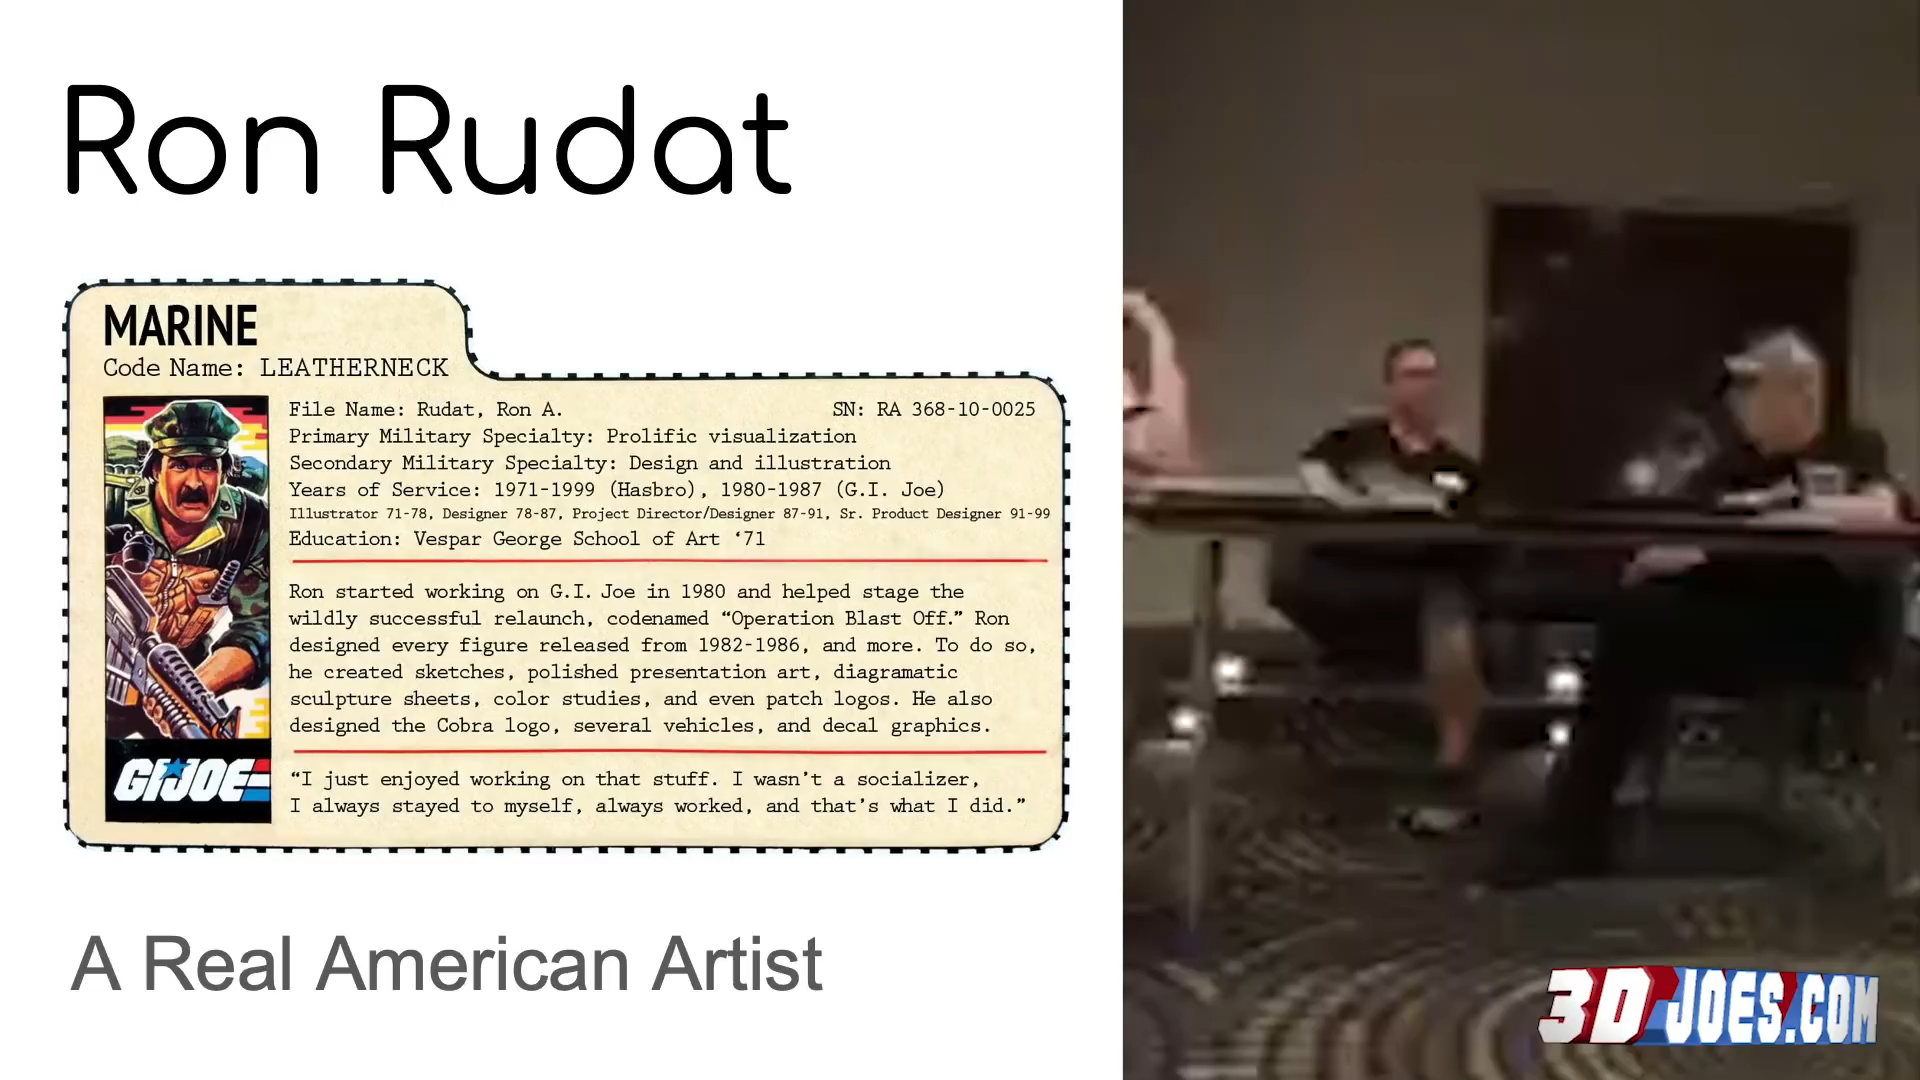 Ron Rudat
MARINE
Code Name: LEATHERNECK
File Name: Rudat, Ron A. SN: RA 368-10-0025
Primary Military Specialty: Prolific visualization
Secondary Military Specialty: Design and illustration
Years of Service: 1971-1999 (Hasbro), 1980-1987 (G.I. Joe)
Illustrator 71-78, Designer 78-87, Project Director/Designer 87-91, Sr. Product Designer 91-99
Education: Vespar George School of Art ‘71
Ron started working on G.I. Joe in 1980 and helped stage the
wildly successful relaunch, codenamed “Operation Blast Off.” Ron
designed every figure released from 1982-1986, and more. To do so,
he created sketches, polished presentation art, diagramatic
sculpture sheets, color studies, and even patch logos. He also
designed the Cobra logo, several vehicles, and decal graphics.
“I just enjoyed working on that stuff. I wasn’t a socializer,
I always stayed to myself, always worked, and that’s what I did.”
GI JOE
A Real American Artist
3DJOES.COM